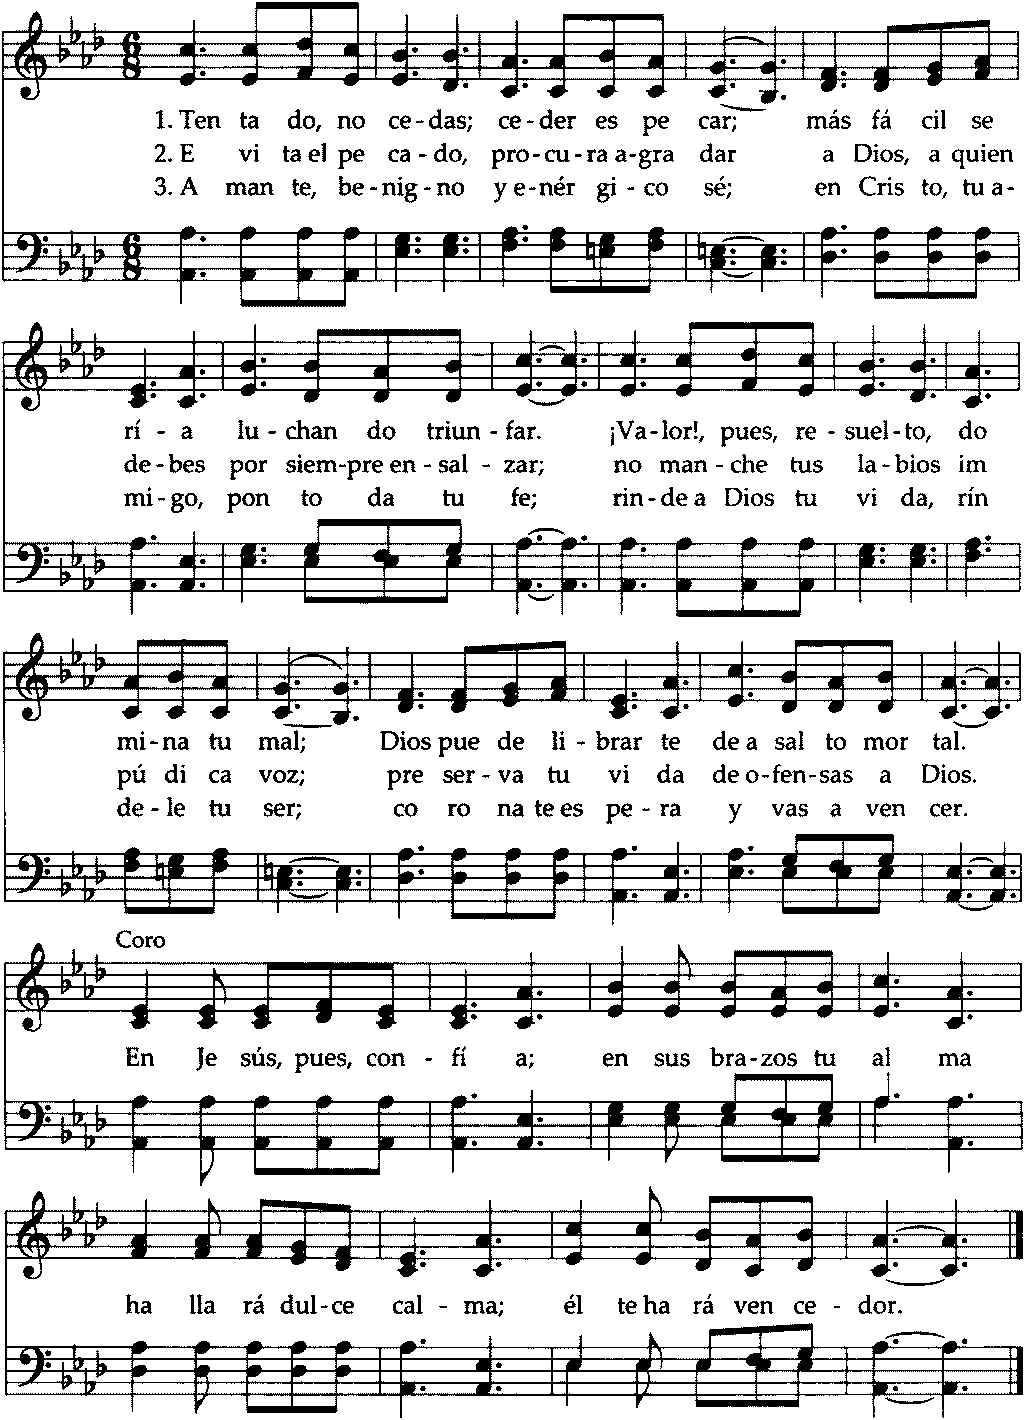 1. Ten ta do, no ce-das; ce-der es pe car; más fá cil se
2. E vi ta el pe ca-do, pro-cu-ra a-gra dar a Dios, a quien
3. A man te, be-nig-no y e-nér gi-co sé; en Cris to, tu a-
rí-a lu-chan do triun-far. ¡Va-lor!, pues, re-suel-to, do
de-bes por siem-pre en-sal-zar; no man-che tus la-bios im
mi-go, pon to da tu fe; rin-de a Dios tu vi da, rín
mi-na tu mal; Dios pue de li-brar te de a sal to mor tal.
pú di ca voz; pre ser-va tu vi da de o-fen-sas a Dios.
de-le tu ser; co ro na te es pe-ra y vas a ven cer.
Coro
En Je sús, pues, con-fí a; en sus bra-zos tu al ma
ha lla rá dul-ce cal-ma; él te ha rá ven ce-dor.